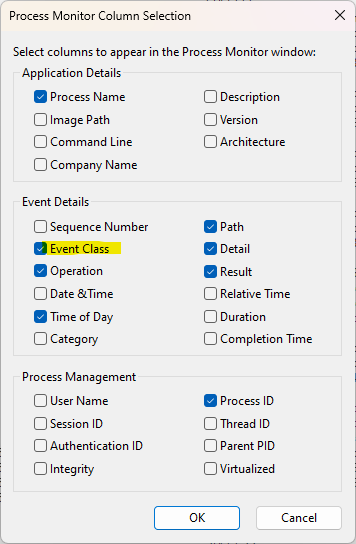 Process Monitor Column Selection
Select columns to appear in the Process Monitor window:
Application Details
Process Name
Description
Image Path
Version
Command Line
Architecture
Company Name
Event Details
Sequence Number
Path
Event Class
Detail
Operation
Result
Date &Time
Relative Time
Time of Day
Duration
Category
Completion Time
Process Management
User Name
Process ID
Session ID
Thread ID
Authentication ID
Parent PID
Integrity
Virtualized
OK
Cancel